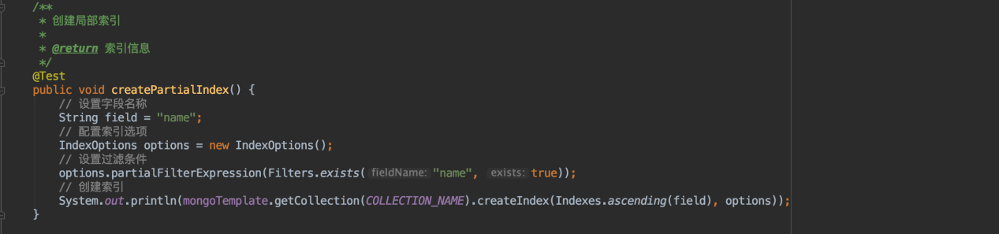 /**
 * 创建局部索引
 *
 * @return 索引信息
 */
@Test
public void createPartialIndex() {
    // 设置字段名称
    String field = "name";
    // 配置索引选项
    IndexOptions options = new IndexOptions();
    // 设置过滤条件
    options.partialFilterExpression(Filters.exists( fieldName: "name", exists: true));
    // 创建索引
    System.out.println(mongoTemplate.getCollection(COLLECTION_NAME).createIndex(Indexes.ascending(field), options));
}